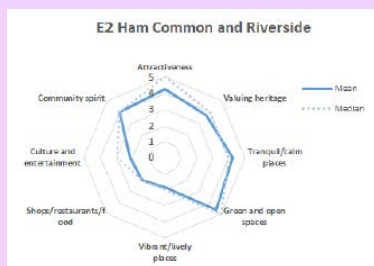 E2 Ham Common and Riverside
Attractiveness
5
4
3
2
1
0
Valuing heritage
Tranquil/calm
places
Green and open
spaces
Vibrant/lively
places
Shops/restaurants/f
ood
Culture and
entertainment
Community spirit
Mean
Median